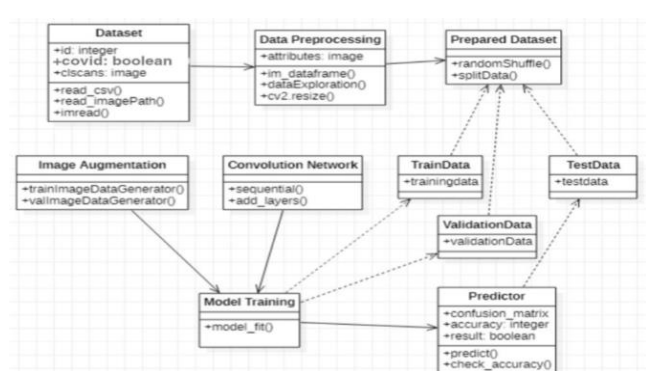 Dataset
+id: integer
+covid: boolean
+clscans: image
+read_csv()
+read_imagePath()
+imread()
Data Preprocessing
+attributes: image
+im_dataframe()
+dataExploration()
+cv2.resize()
Prepared Dataset
+randomShuffle()
+splitData()
Image Augmentation
+trainImageDataGenerator()
+valImageDataGenerator()
Convolution Network
+sequential()
+add_layers()
TrainData
+trainingdata
TestData
+testdata
ValidationData
+validationData
Model Training
+model_fit()
Predictor
+confusion_matrix
+accuracy: integer
+result: boolean
+predict()
+check_accuracy()